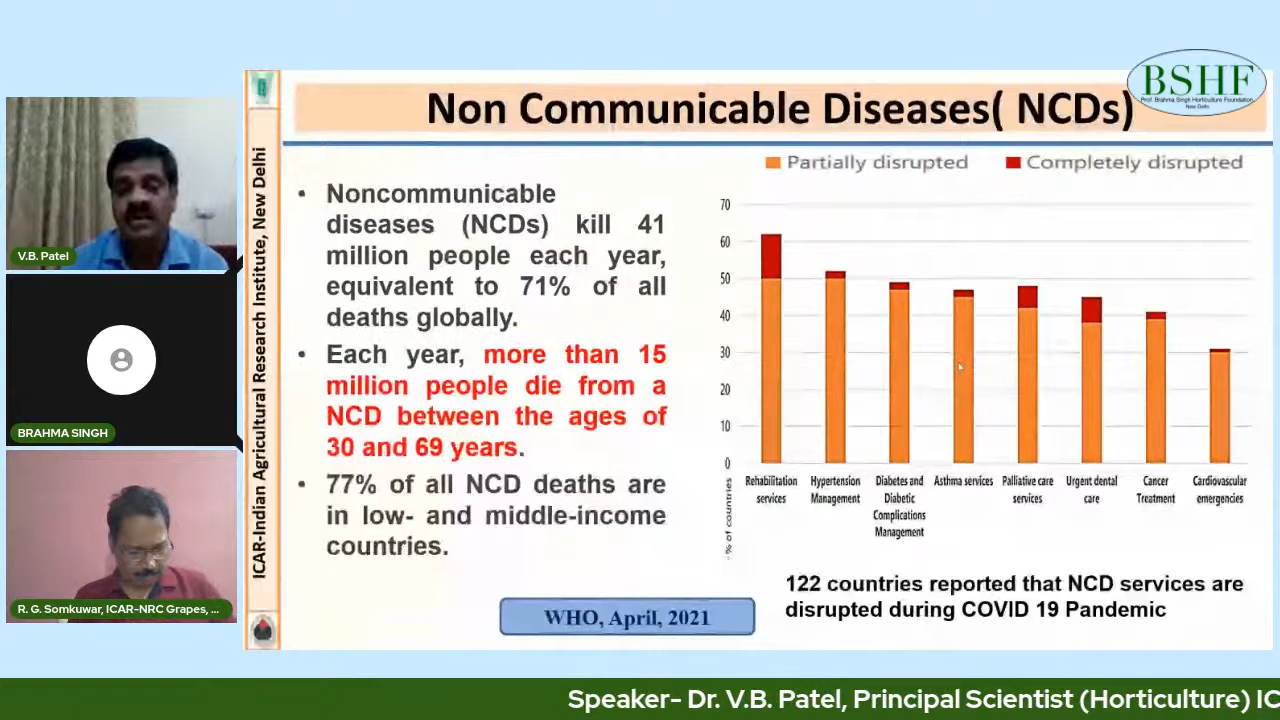 BSHF
Prof. Brahma Singh Horticulture Foundation
New Delhi
Non Communicable Diseases( NCDs)
ICAR-Indian Agricultural Research Institute, New Delhi
V.B. Patel
BRAHMA SINGH
R. G. Somkuwar, ICAR-NRC Grapes, ...
• Noncommunicable
diseases (NCDs) kill 41
million people each year,
equivalent to 71% of all
deaths globally.
• Each year, more than 15
million people die from a
NCD between the ages of
30 and 69 years.
• 77% of all NCD deaths are
in low- and middle-income
countries.
WHO, April, 2021
Partially disrupted Completely disrupted
70
60
50
40
30
20
10
0
% of countries
Rehabilitation
services
Hypertension
Management
Diabetes and
Diabetic
Complications
Management
Asthma services
Palliative care
services
Urgent dental
care
Cancer
Treatment
Cardiovascular
emergencies
122 countries reported that NCD services are
disrupted during COVID 19 Pandemic
Speaker- Dr. V.B. Patel, Principal Scientist (Horticulture) IC